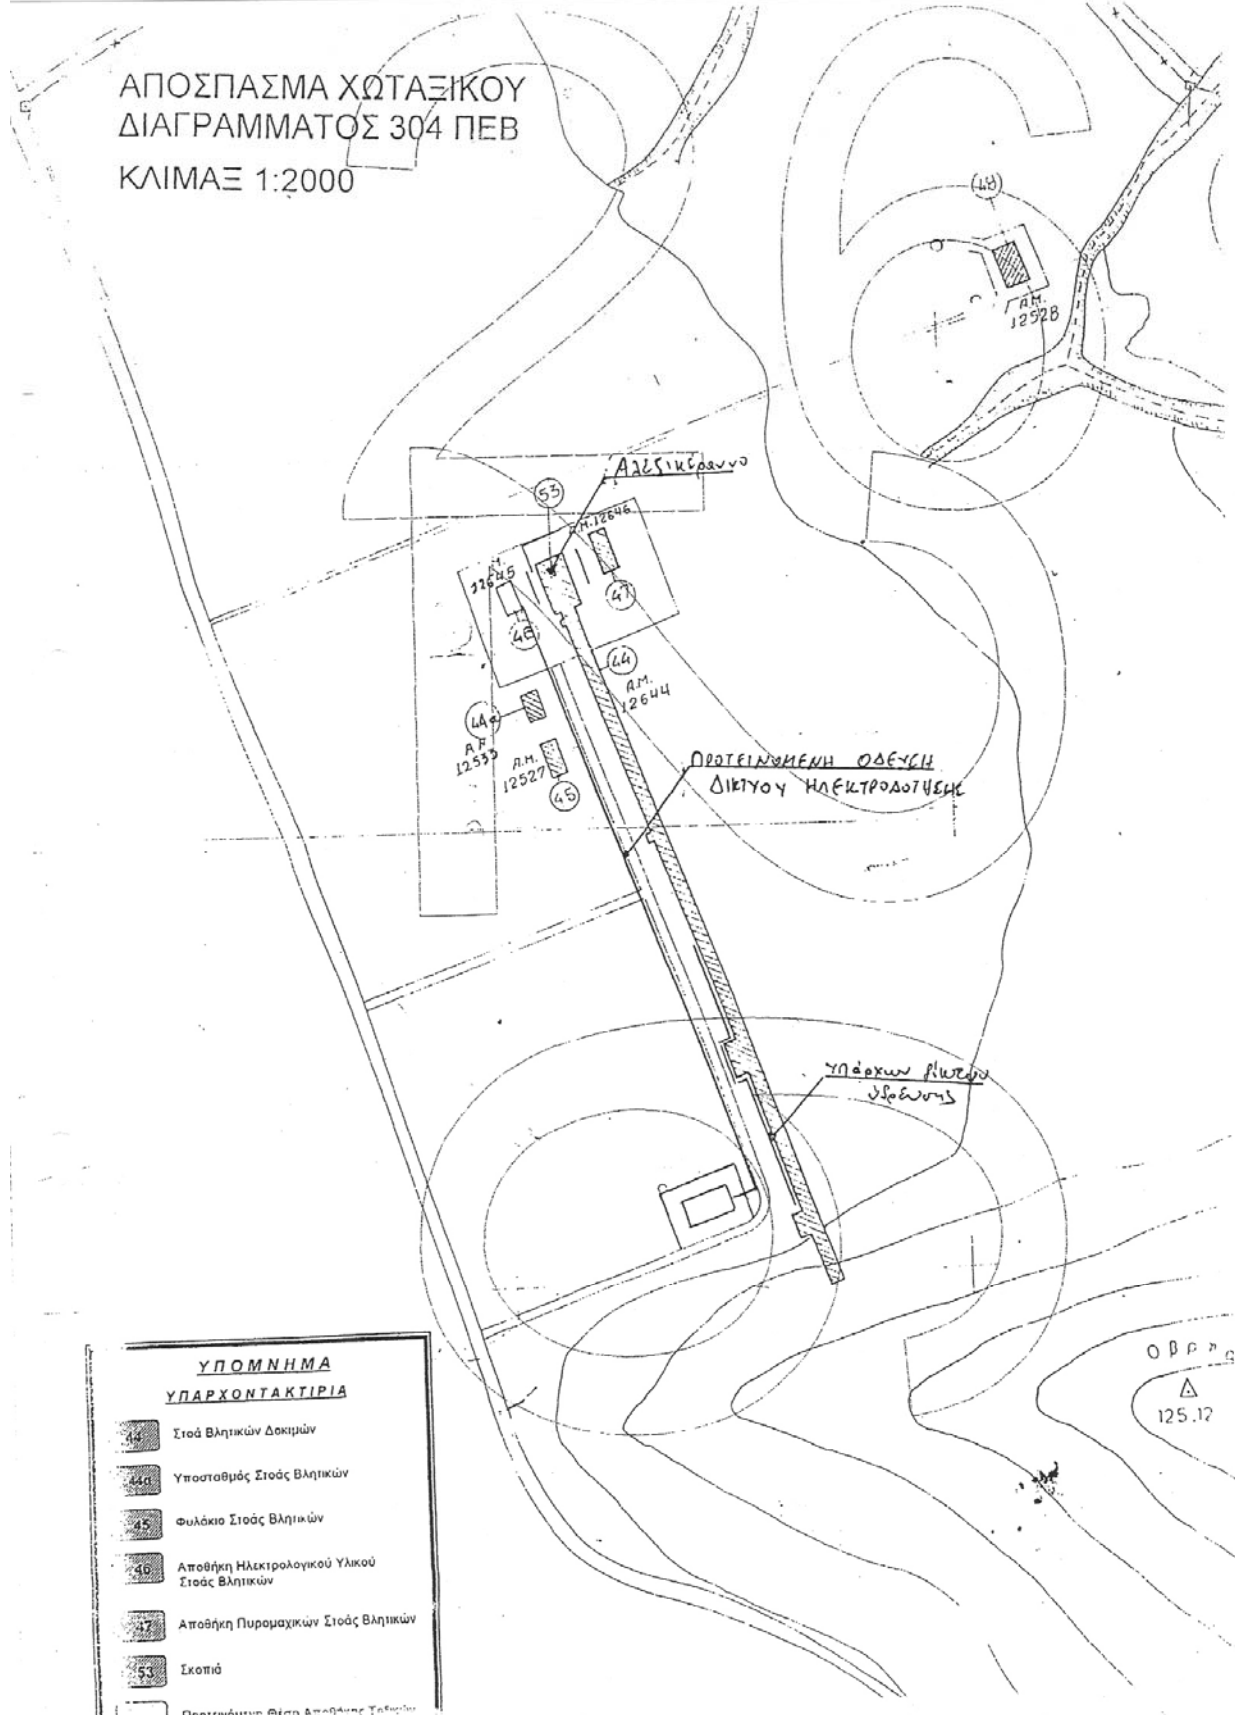 ΑΠΟΣΠΑΣΜΑ ΧΩΤΑΞΙΚΟΥ
ΔΙΑΓΡΑΜΜΑΤΟΣ 304 ΠΕΒ
ΚΛΙΜΑΞ 1:2000
48
Α.Μ.
12528
Αλεξικέραυνο
53
Α.Μ. 12646
12645
47
46
44
Α.Μ.
12644
44α
12533
Α.Μ.
12527
45
ΠΡΟΤΕΙΝΟΜΕΝΗ ΟΔΕΥΣΗ
ΔΙΚΤΥΟΥ ΗΛΕΚΤΡΟΔΟΤΗΣΗΣ
Υπάρχων δίκτυο
ύδρευσης
125.12
ΥΠΟΜΝΗΜΑ
ΥΠΑΡΧΟΝΤΑ ΚΤΙΡΙΑ
44 Στοά Βλητικών Δοκιμών
44α Υποσταθμός Στοάς Βλητικών
45 Φυλάκιο Στοάς Βλητικών
46 Αποθήκη Ηλεκτρολογικού Υλικού
Στοάς Βλητικών
47 Αποθήκη Πυρομαχικών Στοάς Βλητικών
53 Σκοπιά
Προτεινόμενη Θέση Αποθήκης